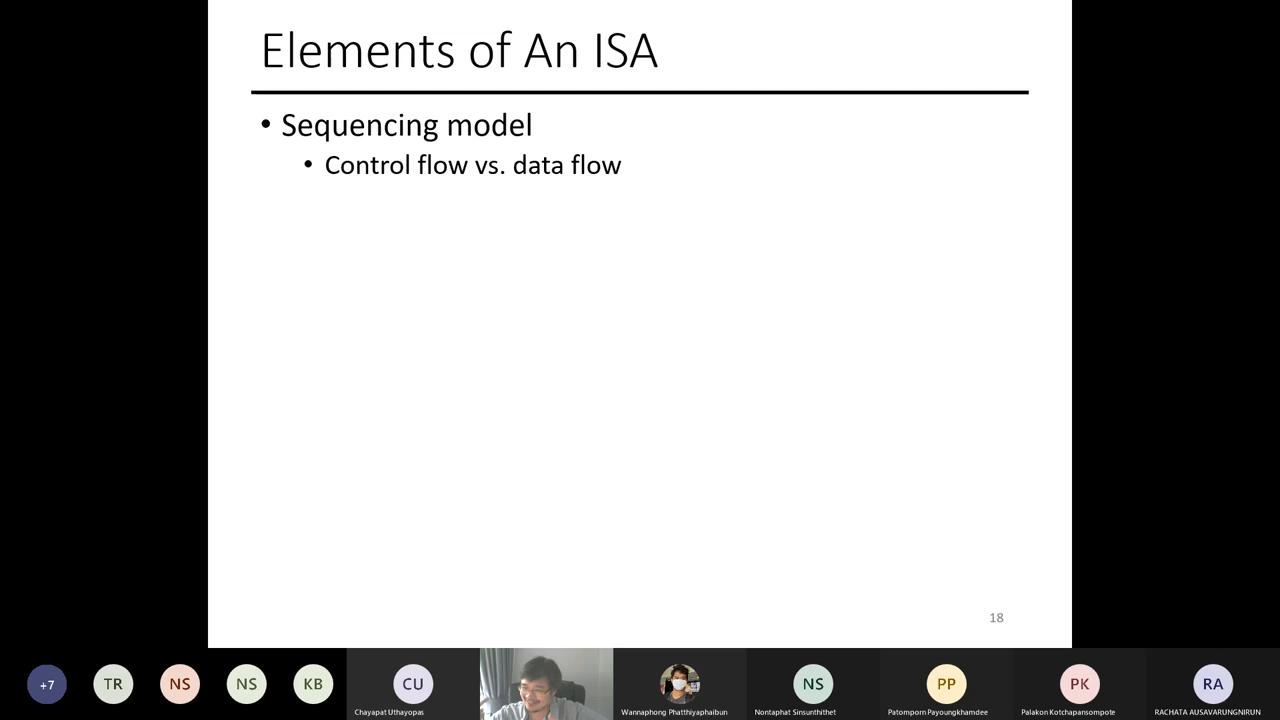 Elements of An ISA
• Sequencing model
• Control flow vs. data flow
18
+7
TR
NS
NS
KB
CU
NS
PP
PK
RA
Chayapat Uthayopas
Wannaphong Phatthiyaphaibun
Nontaphat Sinsunthithet
Patomporn Payoungkhamdee
Palakon Kotchapansompote
RACHATA AUSAVARUNGNIRUN